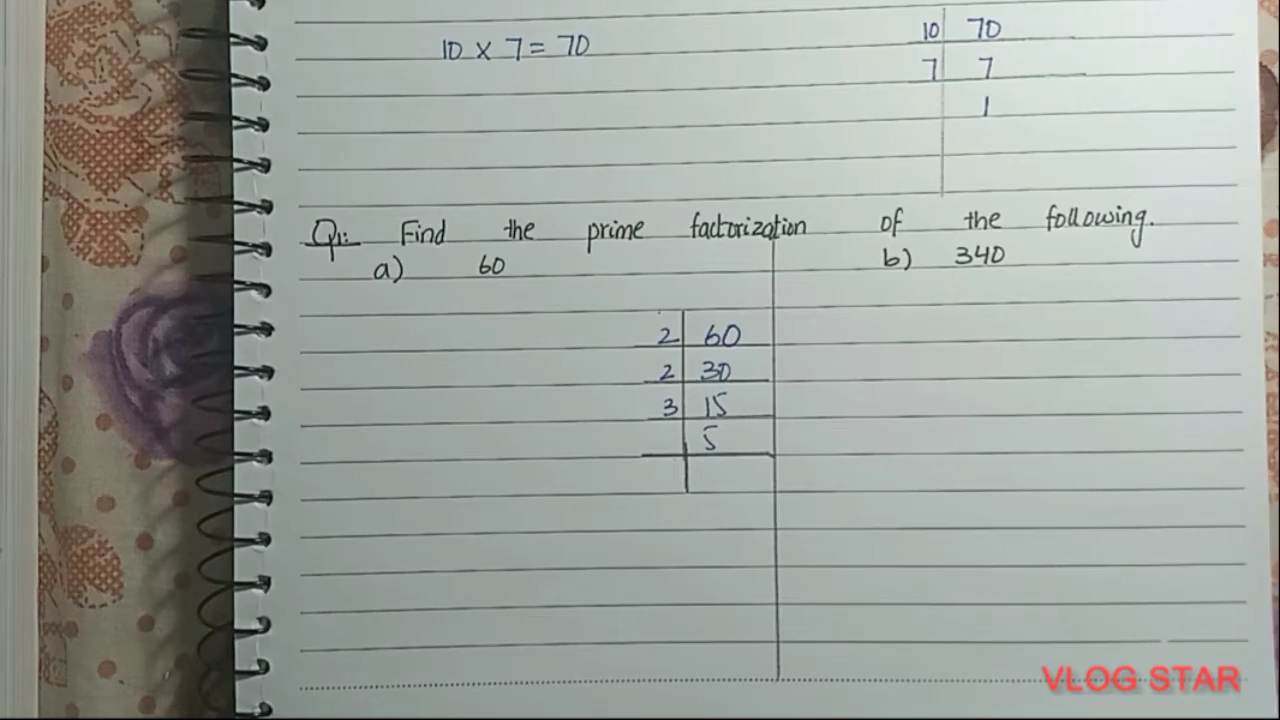 10 × 7 = 70
10 70
7 7
1
Q1: Find the prime factorization of the following.
a) 60 b) 340
2 60
2 30
3 15
5
VLOG STAR